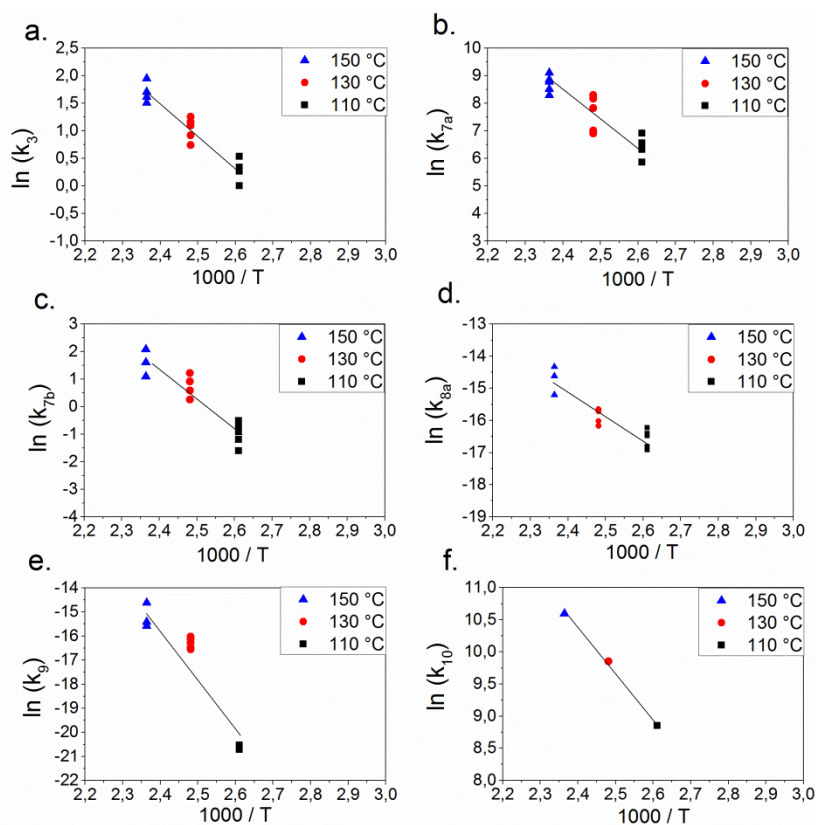 a.
ln (k3)
2,5
2,0
1,5
1,0
0,5
0,0
-0,5
-1,0
2,2 2,3 2,4 2,5 2,6 2,7 2,8 2,9 3,0
1000 / T
150 °C
130 °C
110 °C
b.
ln (k7a)
10
9
8
7
6
5
4
3
2,2 2,3 2,4 2,5 2,6 2,7 2,8 2,9 3,0
1000 / T
150 °C
130 °C
110 °C
c.
ln (k7b)
3
2
1
0
-1
-2
-3
-4
2,2 2,3 2,4 2,5 2,6 2,7 2,8 2,9 3,0
1000 / T
150 °C
130 °C
110 °C
d.
ln (k8a)
-13
-14
-15
-16
-17
-18
-19
2,2 2,3 2,4 2,5 2,6 2,7 2,8 2,9 3,0
1000 / T
150 °C
130 °C
110 °C
e.
ln (k9)
-14
-15
-16
-17
-18
-19
-20
-21
-22
2,2 2,3 2,4 2,5 2,6 2,7 2,8 2,9 3,0
1000 / T
150 °C
130 °C
110 °C
f.
ln (k10)
11,0
10,5
10,0
9,5
9,0
8,5
8,0
2,2 2,3 2,4 2,5 2,6 2,7 2,8 2,9 3,0
1000 / T
150 °C
130 °C
110 °C